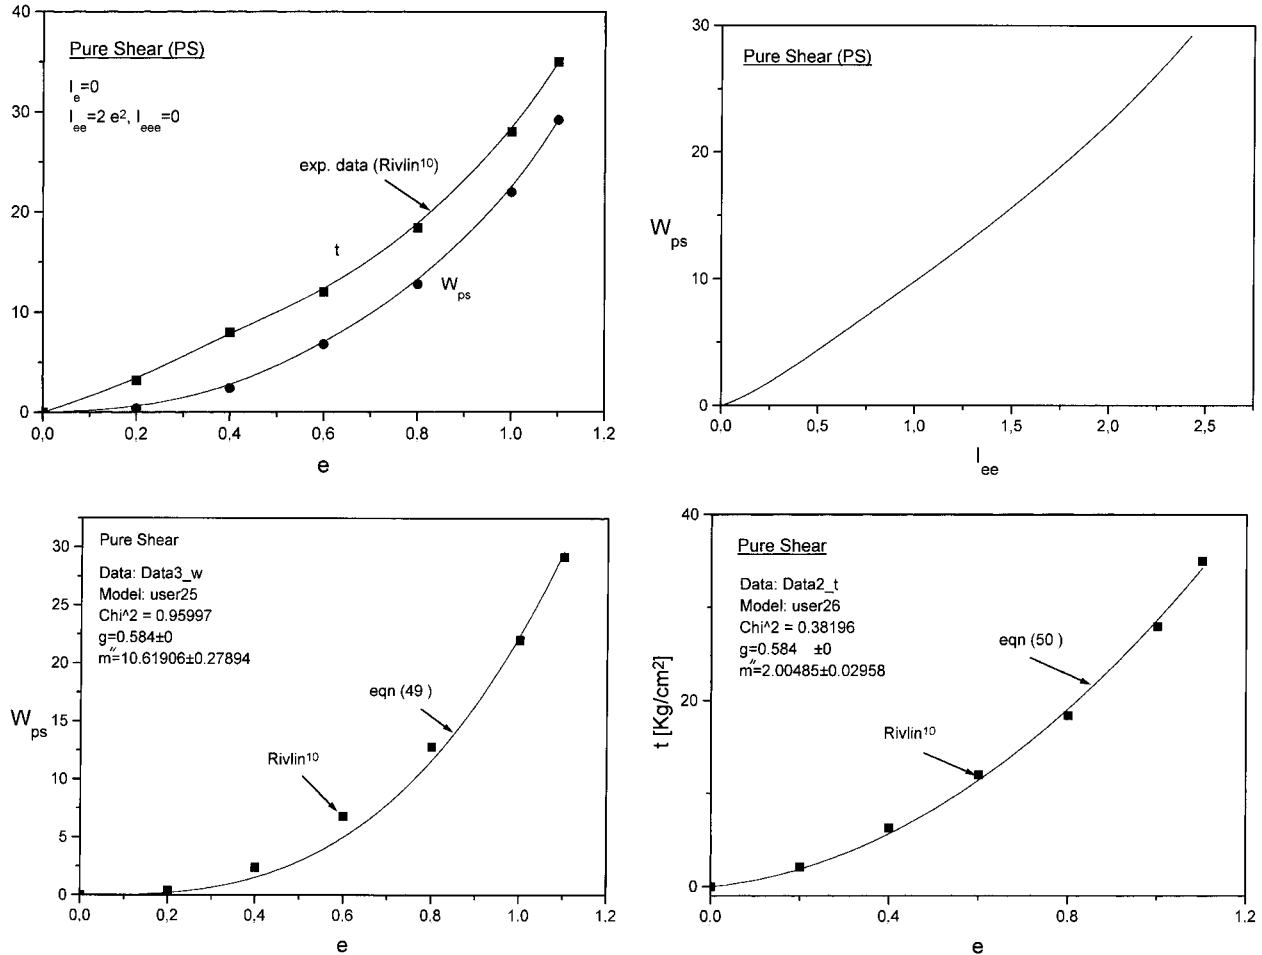 Pure Shear (PS)
I_e=0
I_ee=2 e², I_eee=0
exp. data (Rivlin¹⁰)
t
W_ps
40
30
20
10
0
0,0
0,2
0,4
0,6
0.8
1.0
1.2
e
Pure Shear (PS)
30
20
10
0
W_ps
0,0
0,5
1,0
1,5
2,0
2,5
I_ee
Pure Shear
Data: Data3_w
Model: user25
Chi^2 = 0.95997
g=0.584±0
m″=10.61906±0.27894
eqn (49 )
Rivlin¹⁰
W_ps
30
25
20
15
10
5
0
0,0
0,2
0,4
0.6
0.8
1.0
1.2
e
Pure Shear
Data: Data2_t
Model: user26
Chi^2 = 0.38196
g=0.584 ±0
m″=2.00485±0.02958
eqn (50 )
Rivlin¹⁰
t [Kg/cm²]
40
20
0
0.0
0.4
0.8
1.2
e